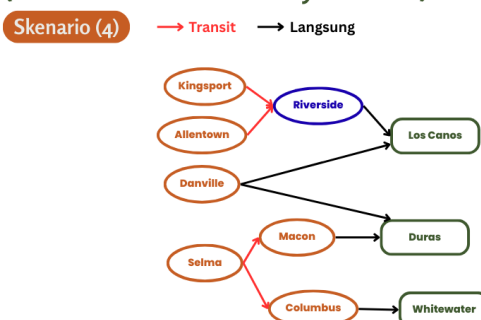 Skenario (4)
Transit
Langsung
Kingsport
Riverside
Allentown
Los Canos
Danville
Macon
Duras
Selma
Columbus
Whitewater